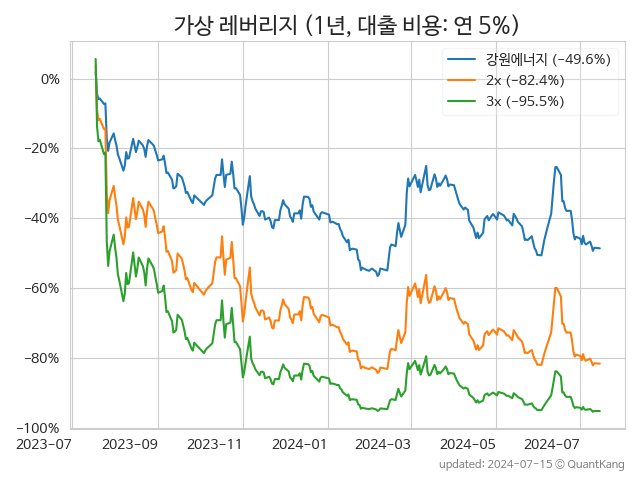 가상 레버리지 (1년, 대출 비용: 연 5%)
강원에너지 (−49.6%)
2x (−82.4%)
3x (−95.5%)
0%
−20%
−40%
−60%
−80%
−100%
2023-07 2023-09 2023-11 2024-01 2024-03 2024-05 2024-07
updated: 2024-07-15 © QuantKang